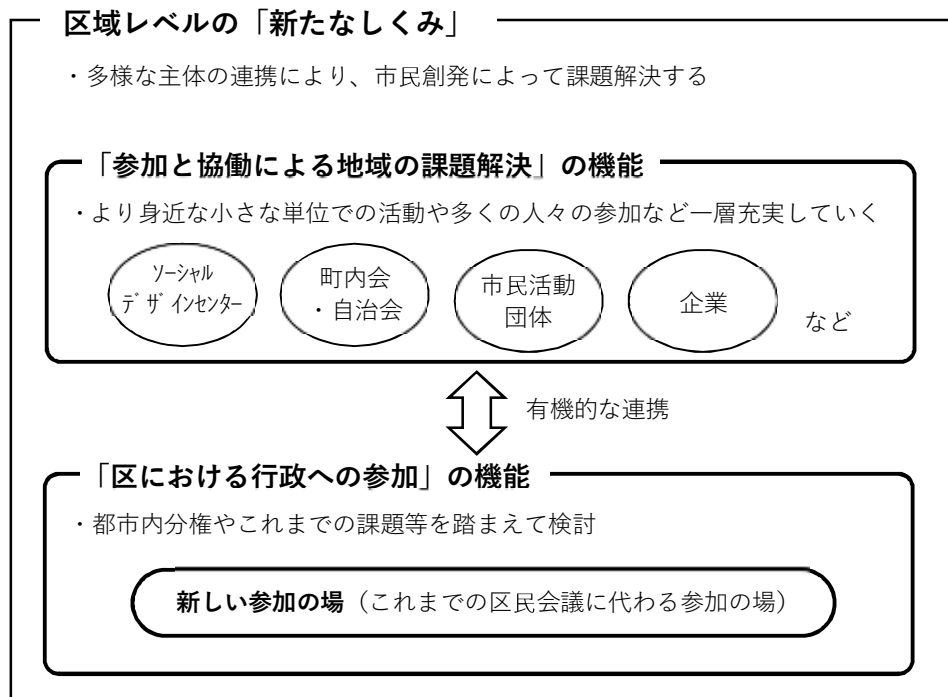 区域レベルの「新たなしくみ」
・多様な主体の連携により、市民創発によって課題解決する
「参加と協働による地域の課題解決」の機能
・より身近な小さな単位での活動や多くの人々の参加など一層充実していく
ｿｰｼｬﾙ
ﾃﾞｻﾞｲﾝｾﾝﾀｰ
町内会
・自治会
市民活動
団体
企業
など
有機的な連携
「区における行政への参加」の機能
・都市内分権やこれまでの課題等を踏まえて検討
新しい参加の場（これまでの区民会議に代わる参加の場）